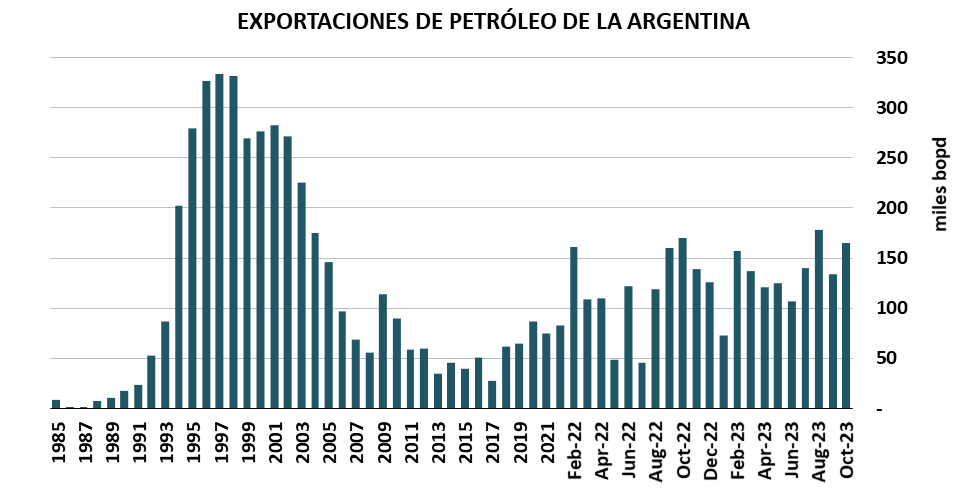 EXPORTACIONES DE PETRÓLEO DE LA ARGENTINA
350
300
250
200
150
100
50
-
miles bopd
1985
1987
1989
1991
1993
1995
1997
1999
2001
2003
2005
2007
2009
2011
2013
2015
2017
2019
2021
Feb-22
Apr-22
Jun-22
Aug-22
Oct-22
Dec-22
Feb-23
Apr-23
Jun-23
Aug-23
Oct-23